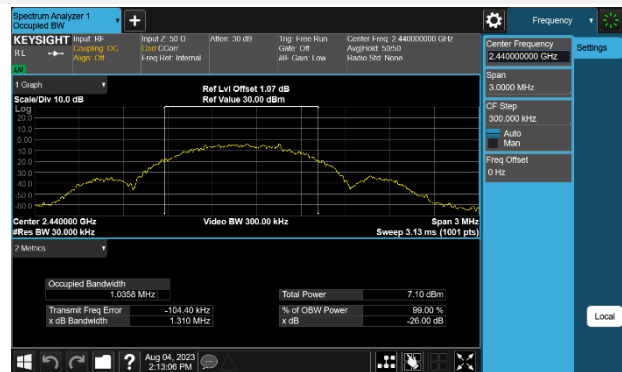 Spectrum Analyzer 1
Occupied BW
Frequency
KEYSIGHT
RL
Input: RF
Coupling: DC
Align: Off
Input Z: 50 Ω
Corr CCorr
Freq Ref: Internal
Atten: 30 dB
Trig: Free Run
Gate: Off
#IF Gain: Low
Center Freq: 2.440000000 GHz
Avg|Hold: 50/50
Radio Std: None
LW
1 Graph
Scale/Div 10.0 dB
Ref Lvl Offset 1.07 dB
Ref Value 30.00 dBm
Log
20.0
10.0
0.00
10.0
20.0
30.0
40.0
50.0
60.0
Center 2.440000 GHz
#Res BW 30.000 kHz
Video BW 300.00 kHz
Span 3 MHz
Sweep 3.13 ms (1001 pts)
2 Metrics
Occupied Bandwidth
1.0358 MHz
Total Power 7.10 dBm
Transmit Freq Error -104.40 kHz
% of OBW Power 99.00 %
x dB Bandwidth 1.310 MHz
x dB -26.00 dB
Center Frequency
2.440000000 GHz
Settings
Span
3.0000 MHz
CF Step
300.000 kHz
Auto
Man
Freq Offset
0 Hz
Local
?
Aug 04, 2023
2:13:06 PM